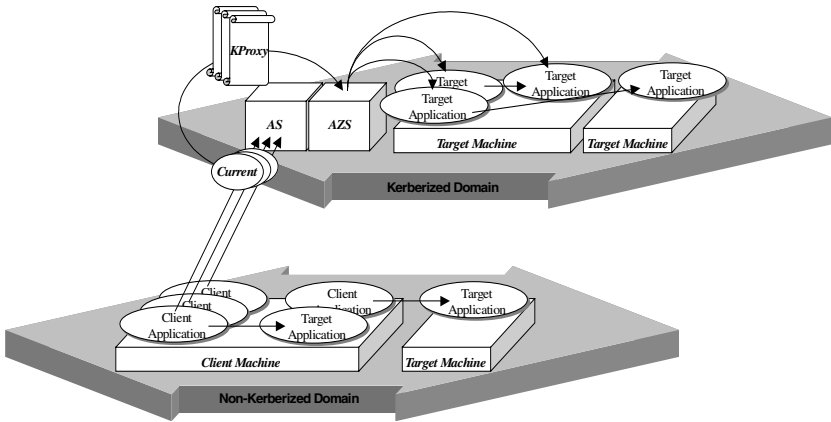 KProxy
Target
Target
Application
Target
Application
Target
Application
AS
AZS
Target Machine
Target Machine
Current
Kerberized Domain
Client
Client
Client
Application
Client
Target
Application
Target
Application
Client Machine
Target Machine
Non-Kerberized Domain